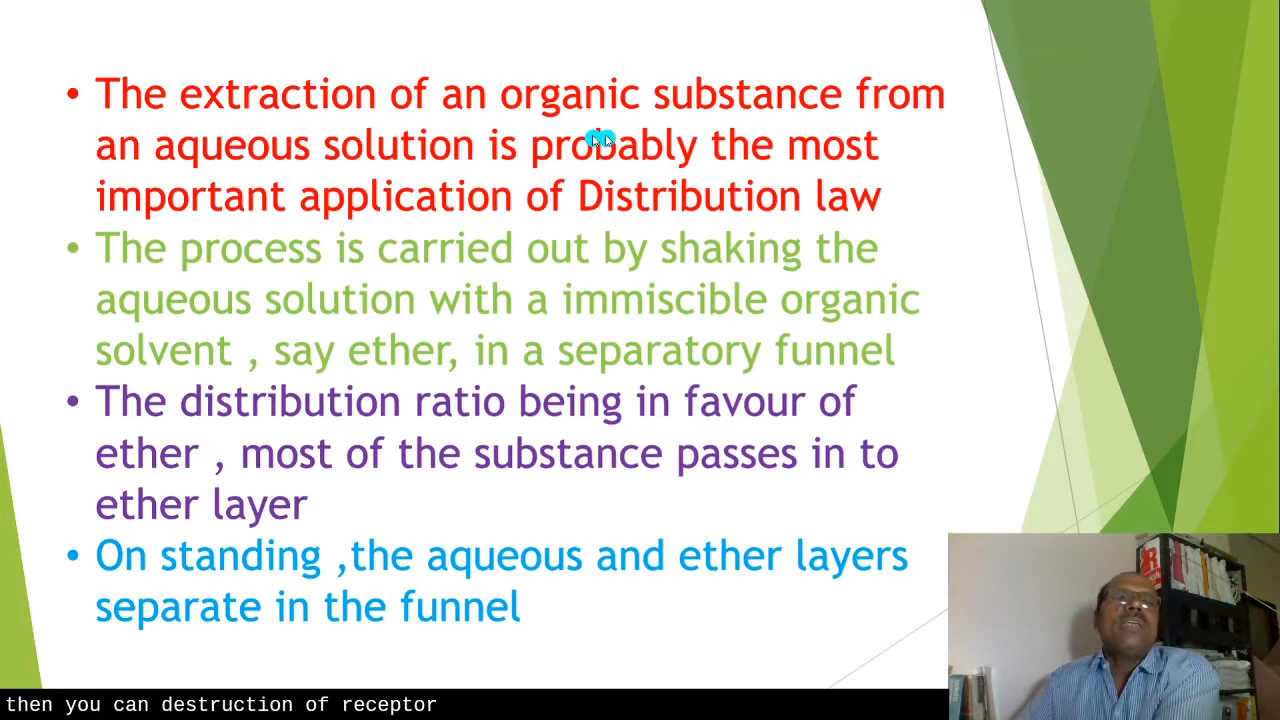 • The extraction of an organic substance from
an aqueous solution is probably the most
important application of Distribution law
• The process is carried out by shaking the
aqueous solution with a immiscible organic
solvent , say ether, in a separatory funnel
• The distribution ratio being in favour of
ether , most of the substance passes in to
ether layer
• On standing ,the aqueous and ether layers
separate in the funnel
then you can destruction of receptor